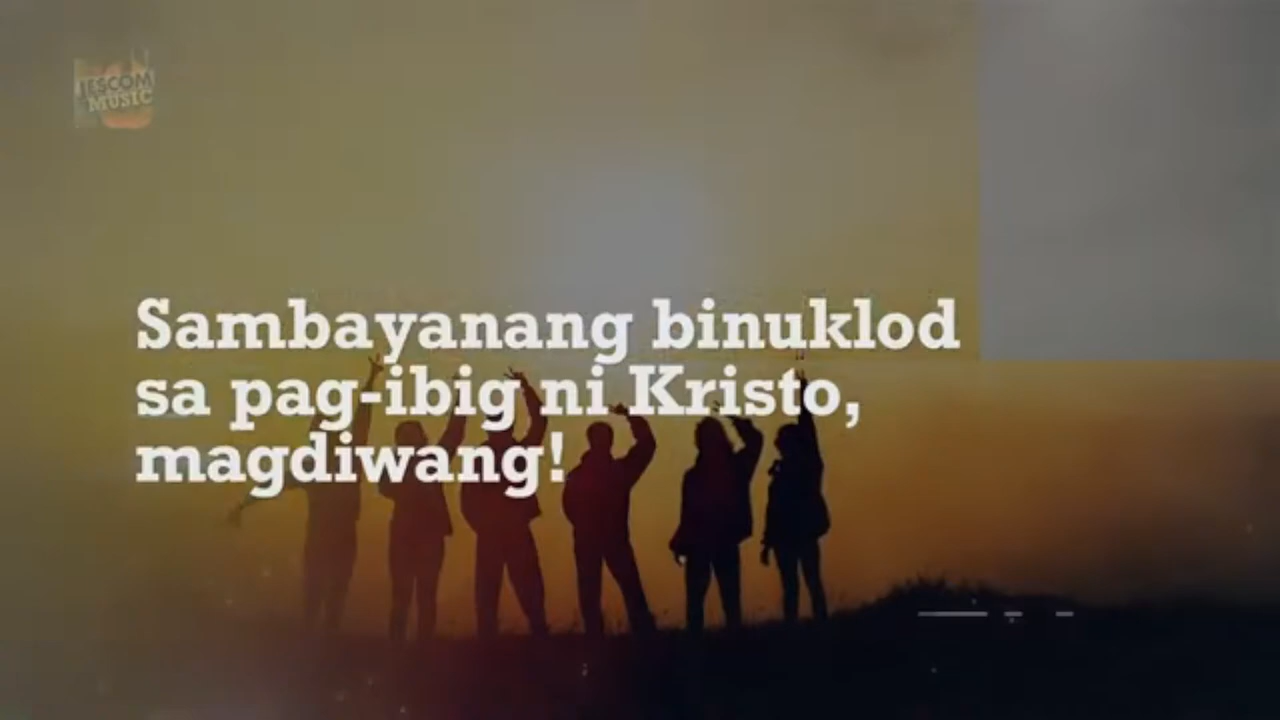 JESCOM
MUSIC
Sambayanang binuklod
sa pag-ibig ni Kristo,
magdiwang!